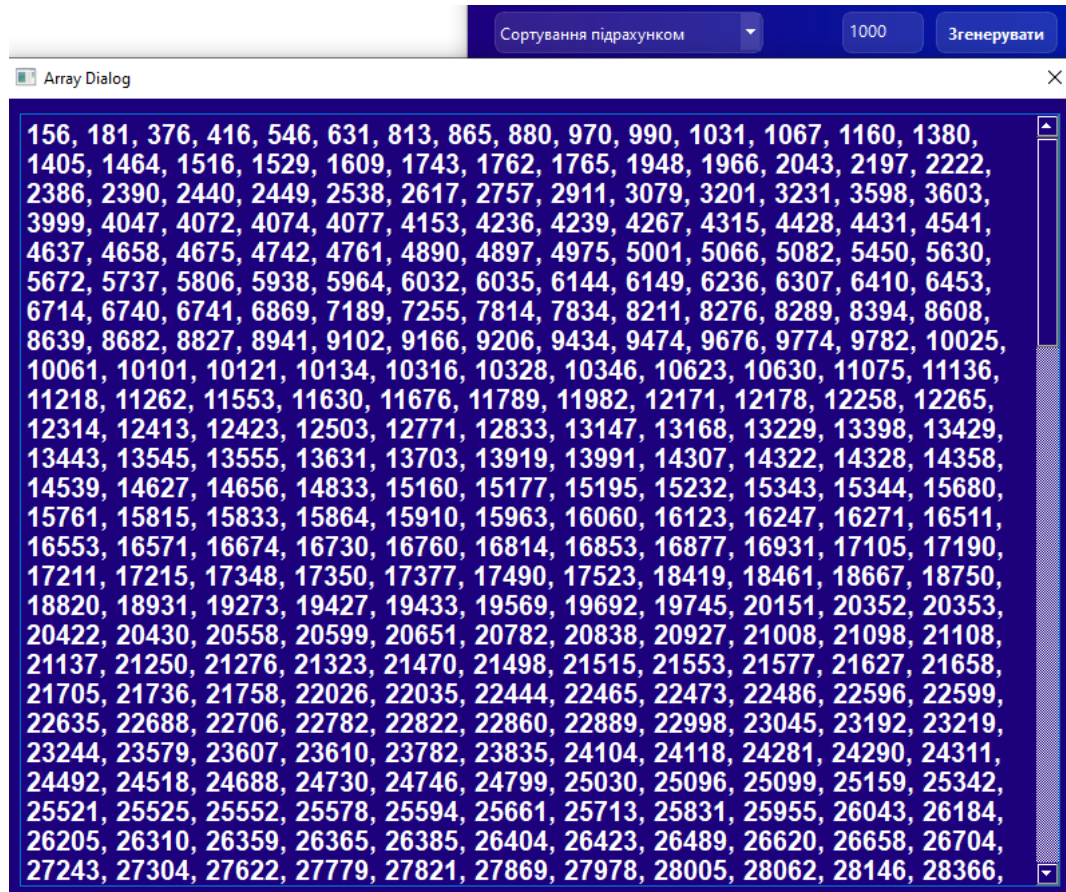 Сортування підрахунком 1000 Згенерувати
Array Dialog
156, 181, 376, 416, 546, 631, 813, 865, 880, 970, 990, 1031, 1067, 1160, 1380,
1405, 1464, 1516, 1529, 1609, 1743, 1762, 1765, 1948, 1966, 2043, 2197, 2222,
2386, 2390, 2440, 2449, 2538, 2617, 2757, 2911, 3079, 3201, 3231, 3598, 3603,
3999, 4047, 4072, 4074, 4077, 4153, 4236, 4239, 4267, 4315, 4428, 4431, 4541,
4637, 4658, 4675, 4742, 4761, 4890, 4897, 4975, 5001, 5066, 5082, 5450, 5630,
5672, 5737, 5806, 5938, 5964, 6032, 6035, 6144, 6149, 6236, 6307, 6410, 6453,
6714, 6740, 6741, 6869, 7189, 7255, 7814, 7834, 8211, 8276, 8289, 8394, 8608,
8639, 8682, 8827, 8941, 9102, 9166, 9206, 9434, 9474, 9676, 9774, 9782, 10025,
10061, 10101, 10121, 10134, 10316, 10328, 10346, 10623, 10630, 11075, 11136,
11218, 11262, 11553, 11630, 11676, 11789, 11982, 12171, 12178, 12258, 12265,
12314, 12413, 12423, 12503, 12771, 12833, 13147, 13168, 13229, 13398, 13429,
13443, 13545, 13555, 13631, 13703, 13919, 13991, 14307, 14322, 14328, 14358,
14539, 14627, 14656, 14833, 15160, 15177, 15195, 15232, 15343, 15344, 15680,
15761, 15815, 15833, 15864, 15910, 15963, 16060, 16123, 16247, 16271, 16511,
16553, 16571, 16674, 16730, 16760, 16814, 16853, 16877, 16931, 17105, 17190,
17211, 17215, 17348, 17350, 17377, 17490, 17523, 18419, 18461, 18667, 18750,
18820, 18931, 19273, 19427, 19433, 19569, 19692, 19745, 20151, 20352, 20353,
20422, 20430, 20558, 20599, 20651, 20782, 20838, 20927, 21008, 21098, 21108,
21137, 21250, 21276, 21323, 21470, 21498, 21515, 21553, 21577, 21627, 21658,
21705, 21736, 21758, 22026, 22035, 22444, 22465, 22473, 22486, 22596, 22599,
22635, 22688, 22706, 22782, 22822, 22860, 22889, 22998, 23045, 23192, 23219,
23244, 23579, 23607, 23610, 23782, 23835, 24104, 24118, 24281, 24290, 24311,
24492, 24518, 24688, 24730, 24746, 24799, 25030, 25096, 25099, 25159, 25342,
25521, 25525, 25552, 25578, 25594, 25661, 25713, 25831, 25955, 26043, 26184,
26205, 26310, 26359, 26365, 26385, 26404, 26423, 26489, 26620, 26658, 26704,
27243, 27304, 27622, 27779, 27821, 27869, 27978, 28005, 28062, 28146, 28366,